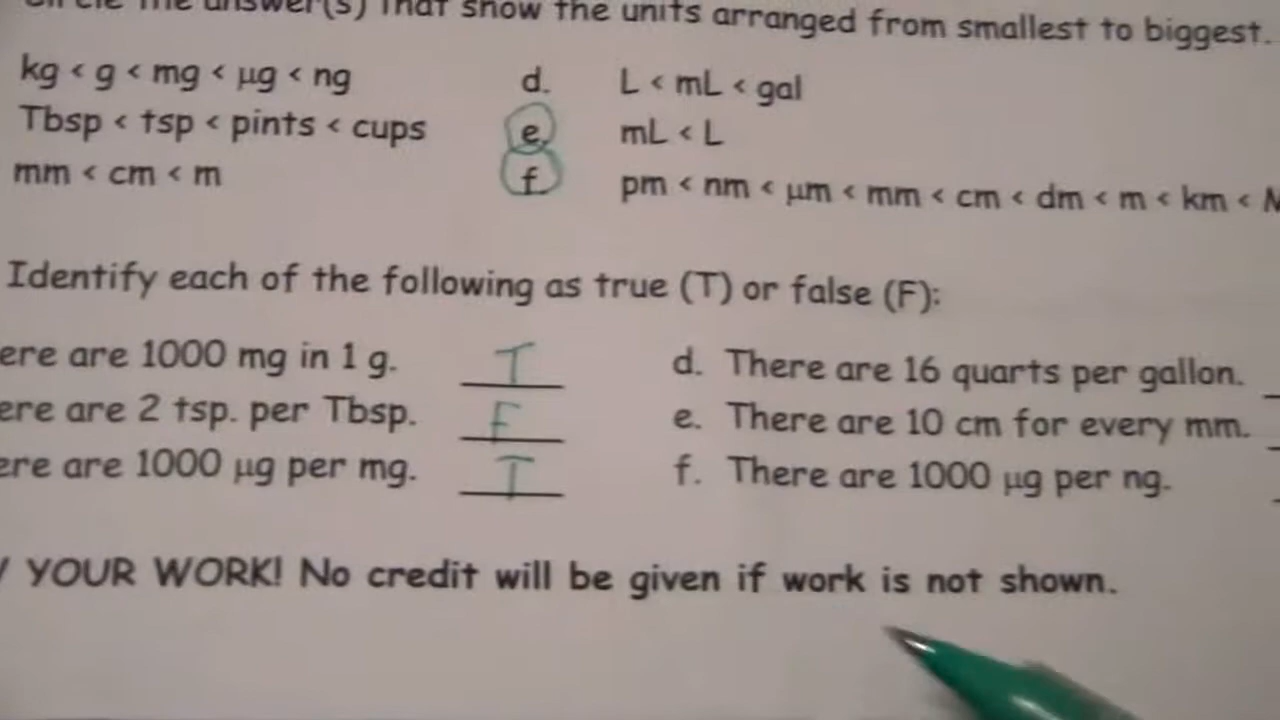 answer(s) that show the units arranged from smallest to biggest.
kg < g < mg < μg < ng
d. L < mL < gal
Tbsp < tsp < pints < cups
e. mL < L
mm < cm < m
f pm < nm < μm < mm < cm < dm < m < km <
Identify each of the following as true (T) or false (F):
ere are 1000 mg in 1 g. T
d. There are 16 quarts per gallon.
ere are 2 tsp. per Tbsp. F
e. There are 10 cm for every mm.
ere are 1000 μg per mg. T
f. There are 1000 μg per ng.
YOUR WORK! No credit will be given if work is not shown.